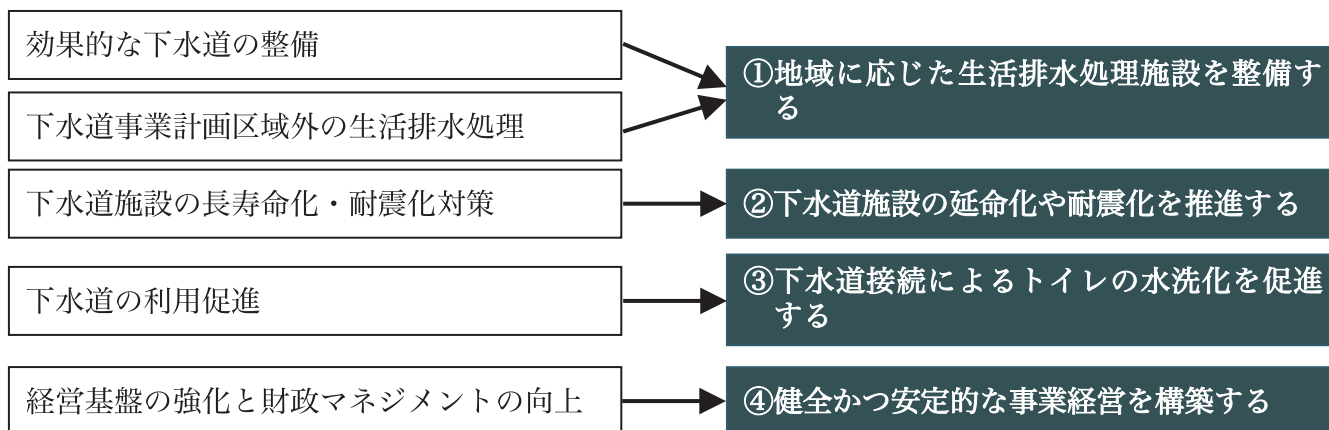 効果的な下水道の整備
下水道事業計画区域外の生活排水処理
①地域に応じた生活排水処理施設を整備す
る
下水道施設の長寿命化・耐震化対策
②下水道施設の延命化や耐震化を推進する
下水道の利用促進
③下水道接続によるトイレの水洗化を促進
する
経営基盤の強化と財政マネジメントの向上
④健全かつ安定的な事業経営を構築する